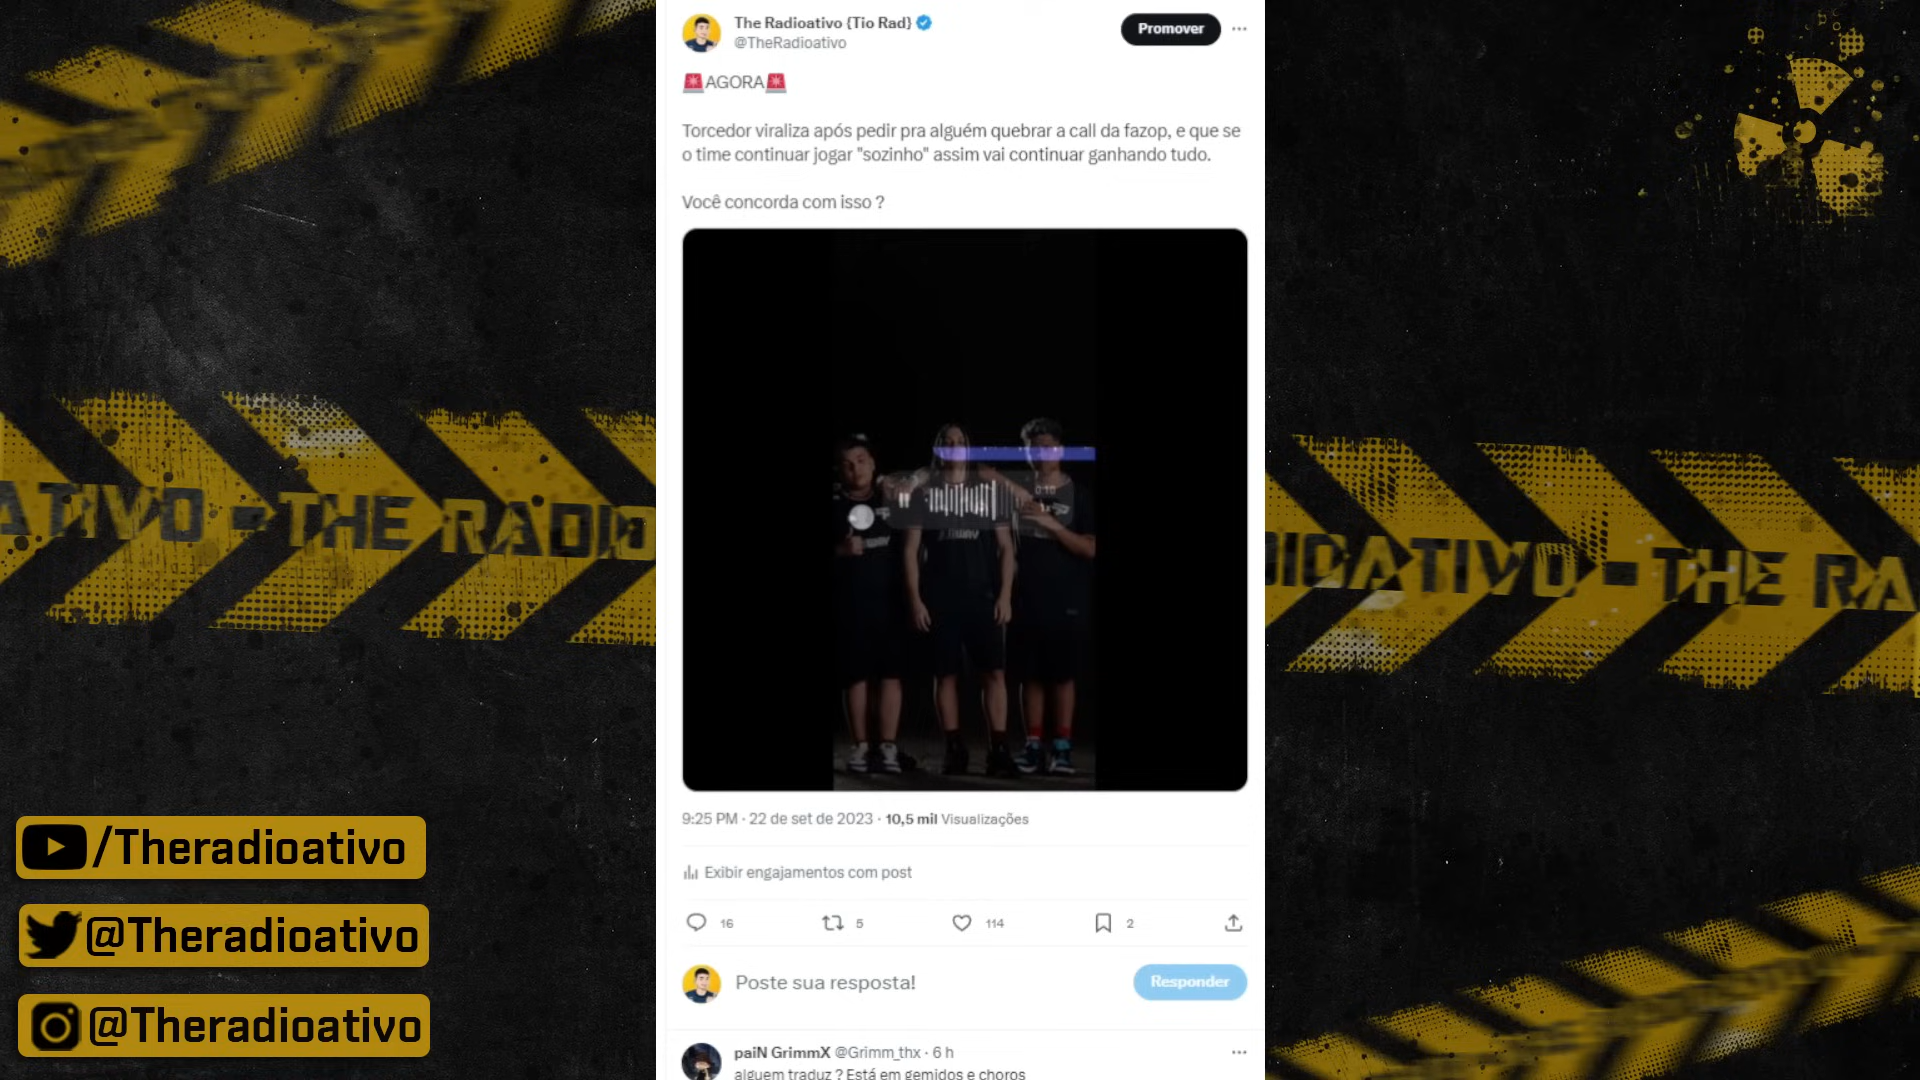 The Radioativo {Tio Rad}
@TheRadioativo
Promover
🚨AGORA🚨
Torcedor viraliza após pedir pra alguém quebrar a call da fazop, e que se
o time continuar jogar "sozinho" assim vai continuar ganhando tudo.
Você concorda com isso ?
0:10
9:25 PM · 22 de set de 2023 · 10,5 mil Visualizações
Exibir engajamentos com post
16 5 114 2
Poste sua resposta!
Responder
paiN GrimmX @Grimm_thx · 6 h
alguem traduz ? Está em gemidos e choros
ATIVO - THE RADIO
DIOATIVO - THE RA
/Theradioativo
@Theradioativo
@Theradioativo